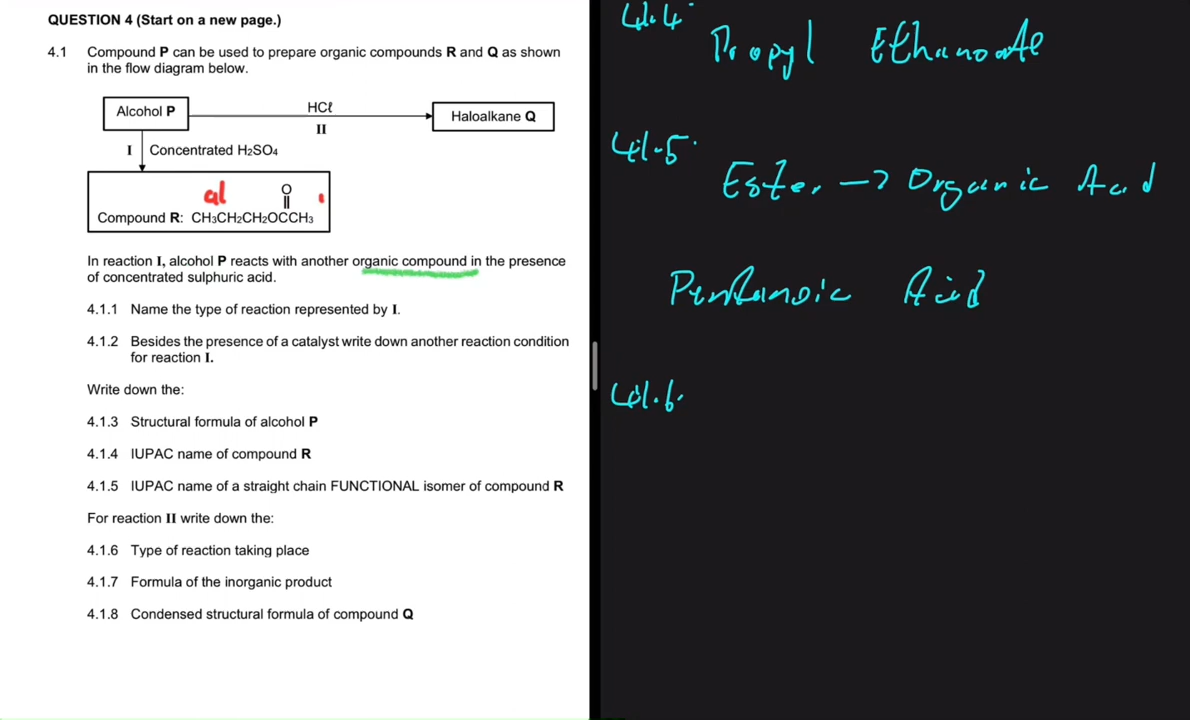 QUESTION 4 (Start on a new page.)
4.1 Compound P can be used to prepare organic compounds R and Q as shown
in the flow diagram below.
Alcohol P
HCℓ
II
Haloalkane Q
I Concentrated H₂SO₄
al
O
Compound R: CH₃CH₂CH₂OCCH₃
In reaction I, alcohol P reacts with another organic compound in the presence
of concentrated sulphuric acid.
4.1.1 Name the type of reaction represented by I.
4.1.2 Besides the presence of a catalyst write down another reaction condition
for reaction I.
Write down the:
4.1.3 Structural formula of alcohol P
4.1.4 IUPAC name of compound R
4.1.5 IUPAC name of a straight chain FUNCTIONAL isomer of compound R
For reaction II write down the:
4.1.6 Type of reaction taking place
4.1.7 Formula of the inorganic product
4.1.8 Condensed structural formula of compound Q
4.1.4.
Propyl Ethanoate
4.1.5.
Ester → Organic Acid
Pentanoic Acid
4.1.6.